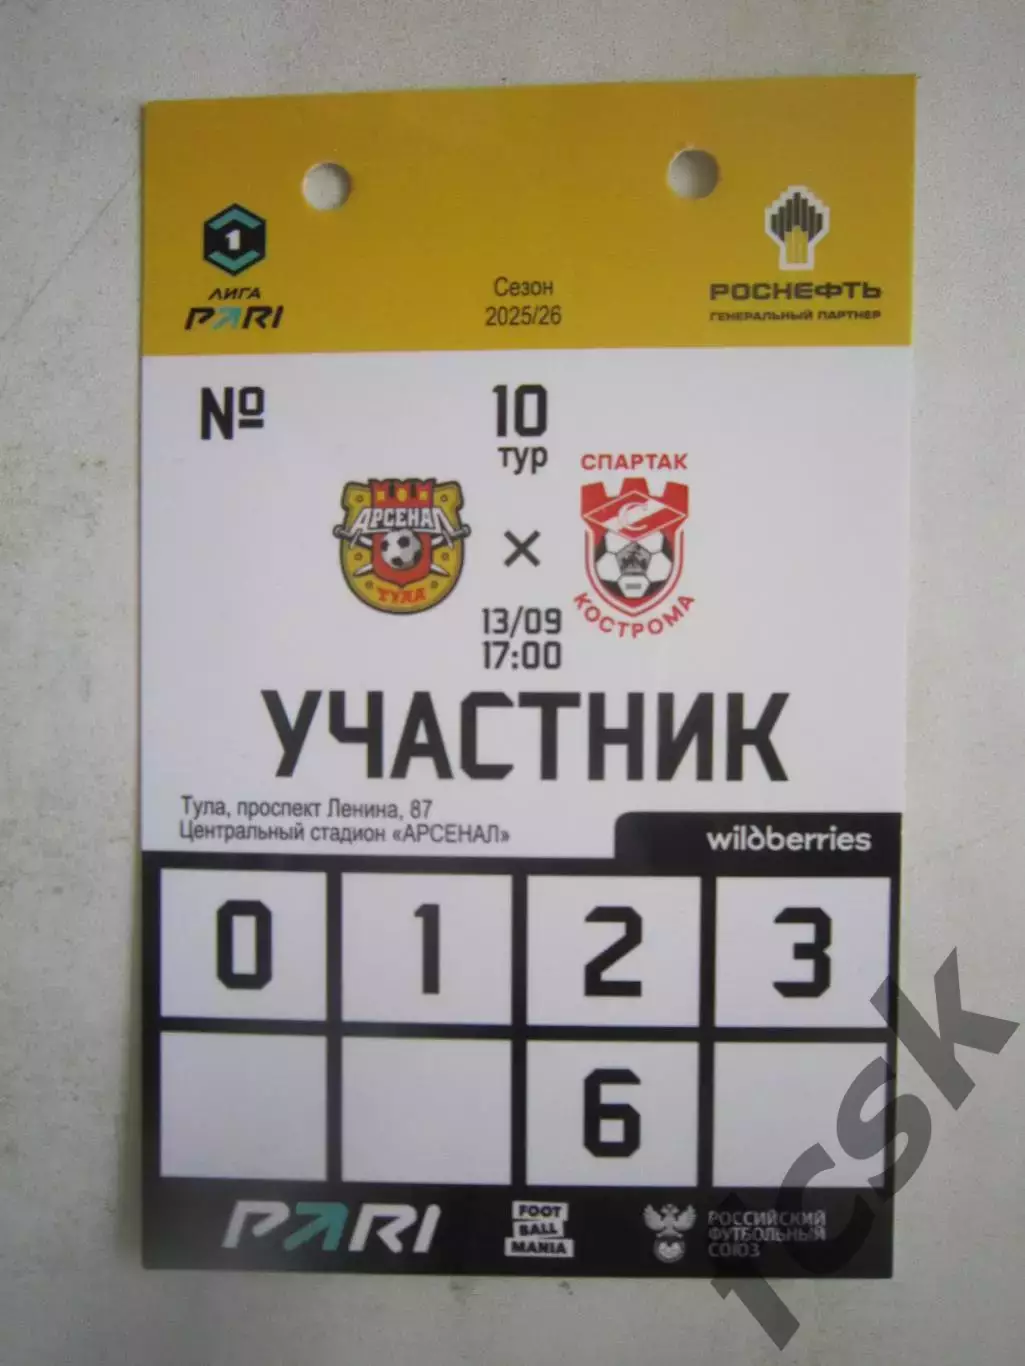 1
ЛИГА
PARI
Сезон
2025/26
РОСНЕФТЬ
ГЕНЕРАЛЬНЫЙ ПАРТНЕР
№
10
тур
АРСЕНАЛ
ТУЛА
×
СПАРТАК
С
КОСТРОМА
13/09
17:00
УЧАСТНИК
Тула, проспект Ленина, 87
Центральный стадион «АРСЕНАЛ»
wildberries
0 1 2 3
6
PARI
FOOT
BALL
MANIA
РОССИЙСКИЙ
ФУТБОЛЬНЫЙ
СОЮЗ
rcsk